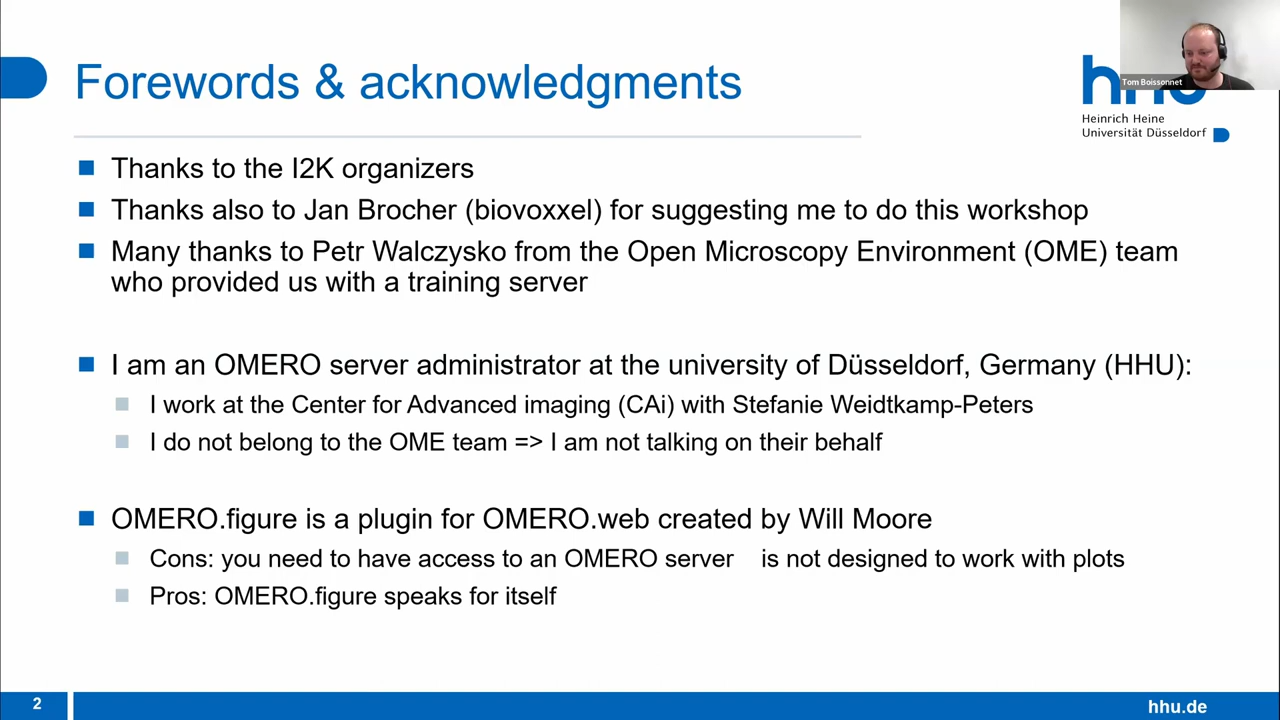 Forewords & acknowledgments
Tom Boissonnet
hhu
Heinrich Heine
Universität Düsseldorf
Thanks to the I2K organizers
Thanks also to Jan Brocher (biovoxxel) for suggesting me to do this workshop
Many thanks to Petr Walczysko from the Open Microscopy Environment (OME) team
who provided us with a training server
I am an OMERO server administrator at the university of Düsseldorf, Germany (HHU):
I work at the Center for Advanced imaging (CAi) with Stefanie Weidtkamp-Peters
I do not belong to the OME team => I am not talking on their behalf
OMERO.figure is a plugin for OMERO.web created by Will Moore
Cons: you need to have access to an OMERO server is not designed to work with plots
Pros: OMERO.figure speaks for itself
2
hhu.de